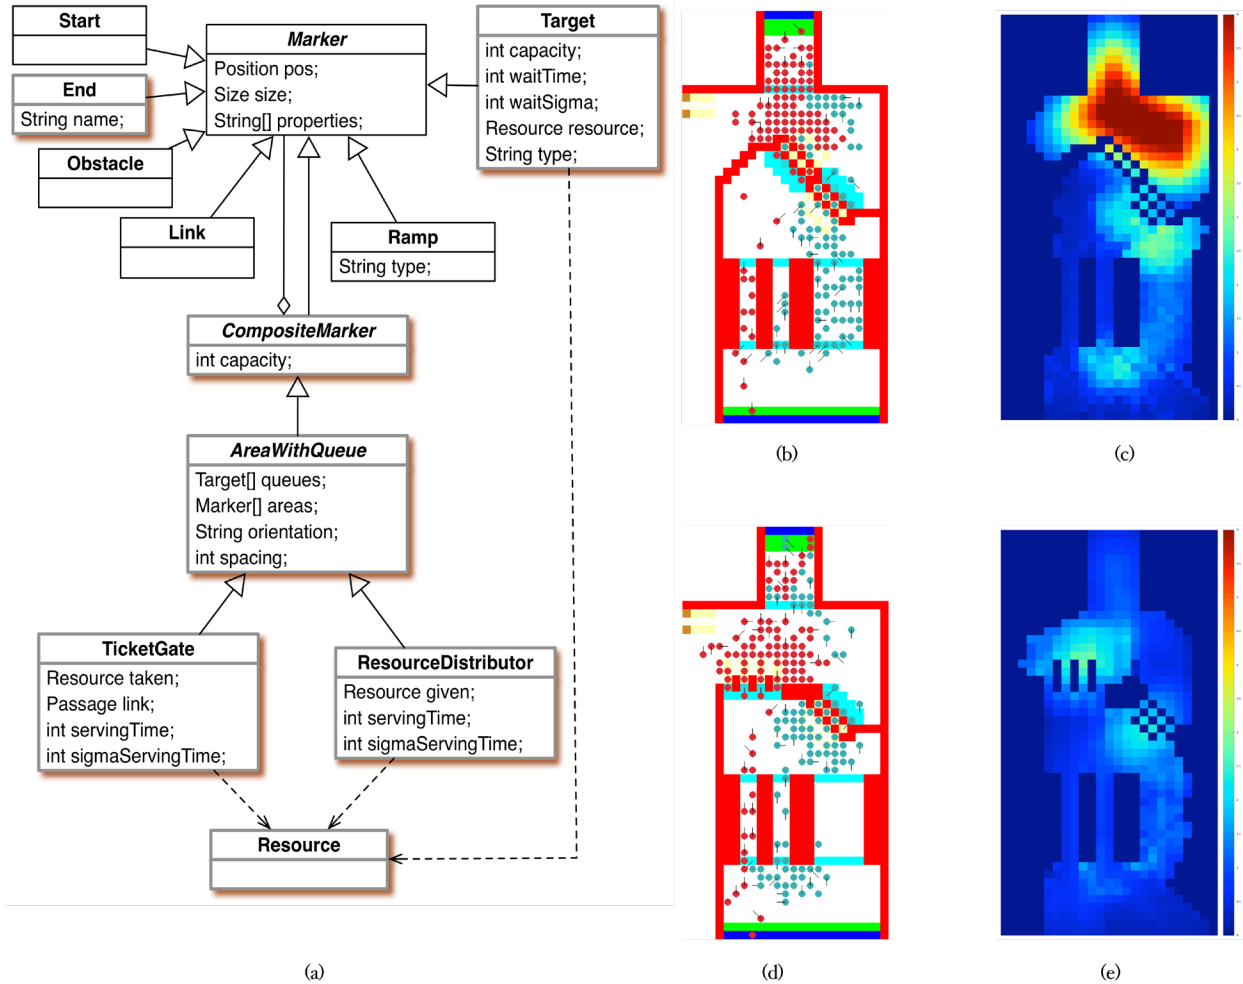 Start
End
String name;
Obstacle
Link
Marker
Position pos;
Size size;
String[] properties;
Ramp
String type;
Target
int capacity;
int waitTime;
int waitSigma;
Resource resource;
String type;
CompositeMarker
int capacity;
AreaWithQueue
Target[] queues;
Marker[] areas;
String orientation;
int spacing;
TicketGate
Resource taken;
Passage link;
int servingTime;
int sigmaServingTime;
ResourceDistributor
Resource given;
int servingTime;
int sigmaServingTime;
Resource
(a)
(b)
(c)
(d)
(e)